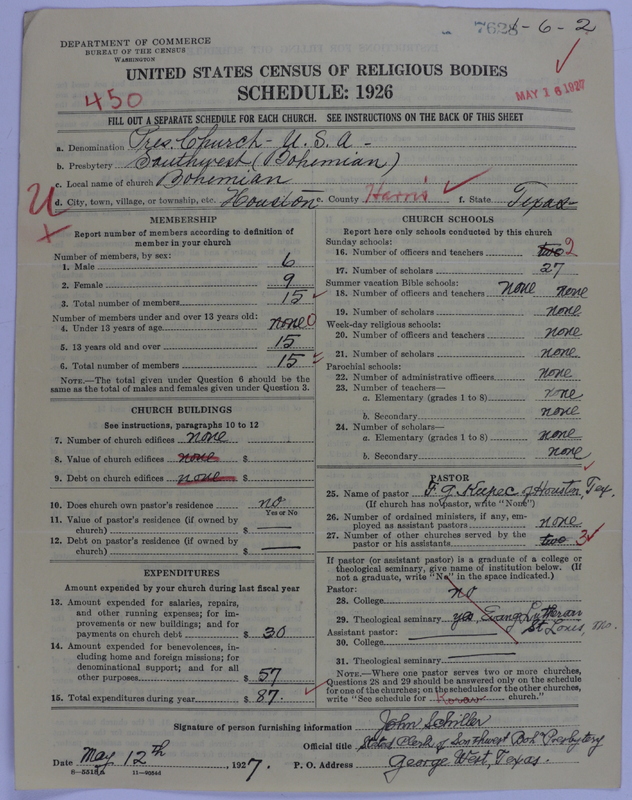 7628 1-6-2
DEPARTMENT OF COMMERCE
BUREAU OF THE CENSUS
WASHINGTON
UNITED STATES CENSUS OF RELIGIOUS BODIES
SCHEDULE: 1926
450
MAY 16 1927
FILL OUT A SEPARATE SCHEDULE FOR EACH CHURCH. SEE INSTRUCTIONS ON THE BACK OF THIS SHEET
a. Denomination Pres. Church - U.S.A -
b. Presbytery Southwest (Bohemian)
c. Local name of church Bohemian
d. City, town, village, or township, etc. Houston e. County Harris f. State Texas
U
MEMBERSHIP
Report number of members according to definition of member in your church
Number of members, by sex:
1. Male 6
2. Female 9
3. Total number of members 15
Number of members under and over 13 years old:
4. Under 13 years of age none 0
5. 13 years old and over 15
6. Total number of members 15
NOTE.—The total given under Question 6 should be the same as the total of males and females given under Question 3.
CHURCH BUILDINGS
See instructions, paragraphs 10 to 12
7. Number of church edifices none
8. Value of church edifices none $
9. Debt on church edifices none $
10. Does church own pastor's residence no
Yes or No
11. Value of pastor's residence (if owned by church) $
12. Debt on pastor's residence (if owned by church) $
EXPENDITURES
Amount expended by your church during last fiscal year
13. Amount expended for salaries, repairs, and other running expenses; for improvements or new buildings; and for payments on church debt $ 30
14. Amount expended for benevolences, including home and foreign missions; for denominational support; and for all other purposes $ 57
15. Total expenditures during year $ 87.
CHURCH SCHOOLS
Report here only schools conducted by this church
Sunday schools:
16. Number of officers and teachers two 2
17. Number of scholars 27
Summer vacation Bible schools:
18. Number of officers and teachers none none
19. Number of scholars none
Week-day religious schools:
20. Number of officers and teachers none
21. Number of scholars none
Parochial schools:
22. Number of administrative officers none
23. Number of teachers—
a. Elementary (grades 1 to 8) none
b. Secondary none
24. Number of scholars—
a. Elementary (grades 1 to 8) none
b. Secondary none
PASTOR
25. Name of pastor of Houston, Tex.
(If church has no pastor, write "None")
26. Number of ordained ministers, if any, employed as assistant pastors none
27. Number of other churches served by the pastor or his assistants two 3
If pastor (or assistant pastor) is a graduate of a college or theological seminary, give name of institution below. (If not a graduate, write "No" in the space indicated.)
Pastor:
28. College no
29. Theological seminary yes, Evang. Lutheran
St Louis, Mo.
Assistant pastor:
30. College
31. Theological seminary
NOTE.—Where one pastor serves two or more churches, Questions 28 and 29 should be answered only on the schedule for one of the churches; on the schedules for the other churches, write "See schedule for church."
Signature of person furnishing information John Schiller
Official title Stated Clerk of Southwest Boh. Presbytery
Date May 12th, 1927. P. O. Address George West, Texas.
8—5518a 11—9054d